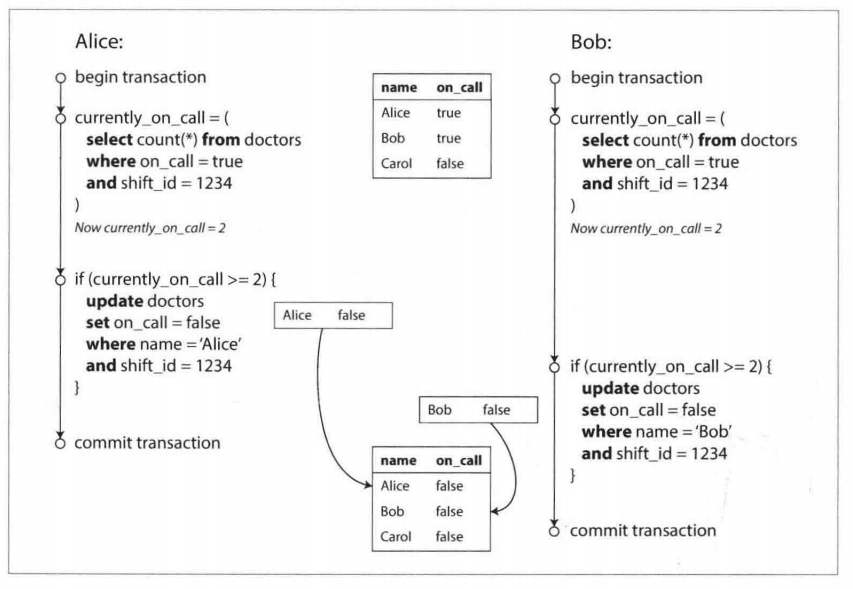 Alice:
begin transaction
currently_on_call = (
select count(*) from doctors
where on_call = true
and shift_id = 1234
)
Now currently_on_call = 2
if (currently_on_call >= 2) {
update doctors
set on_call = false
where name = 'Alice'
and shift_id = 1234
}
commit transaction
name on_call
Alice true
Bob true
Carol false
Alice false
Bob false
name on_call
Alice false
Bob false
Carol false
Bob:
begin transaction
currently_on_call = (
select count(*) from doctors
where on_call = true
and shift_id = 1234
)
Now currently_on_call = 2
if (currently_on_call >= 2) {
update doctors
set on_call = false
where name = 'Bob'
and shift_id = 1234
}
commit transaction